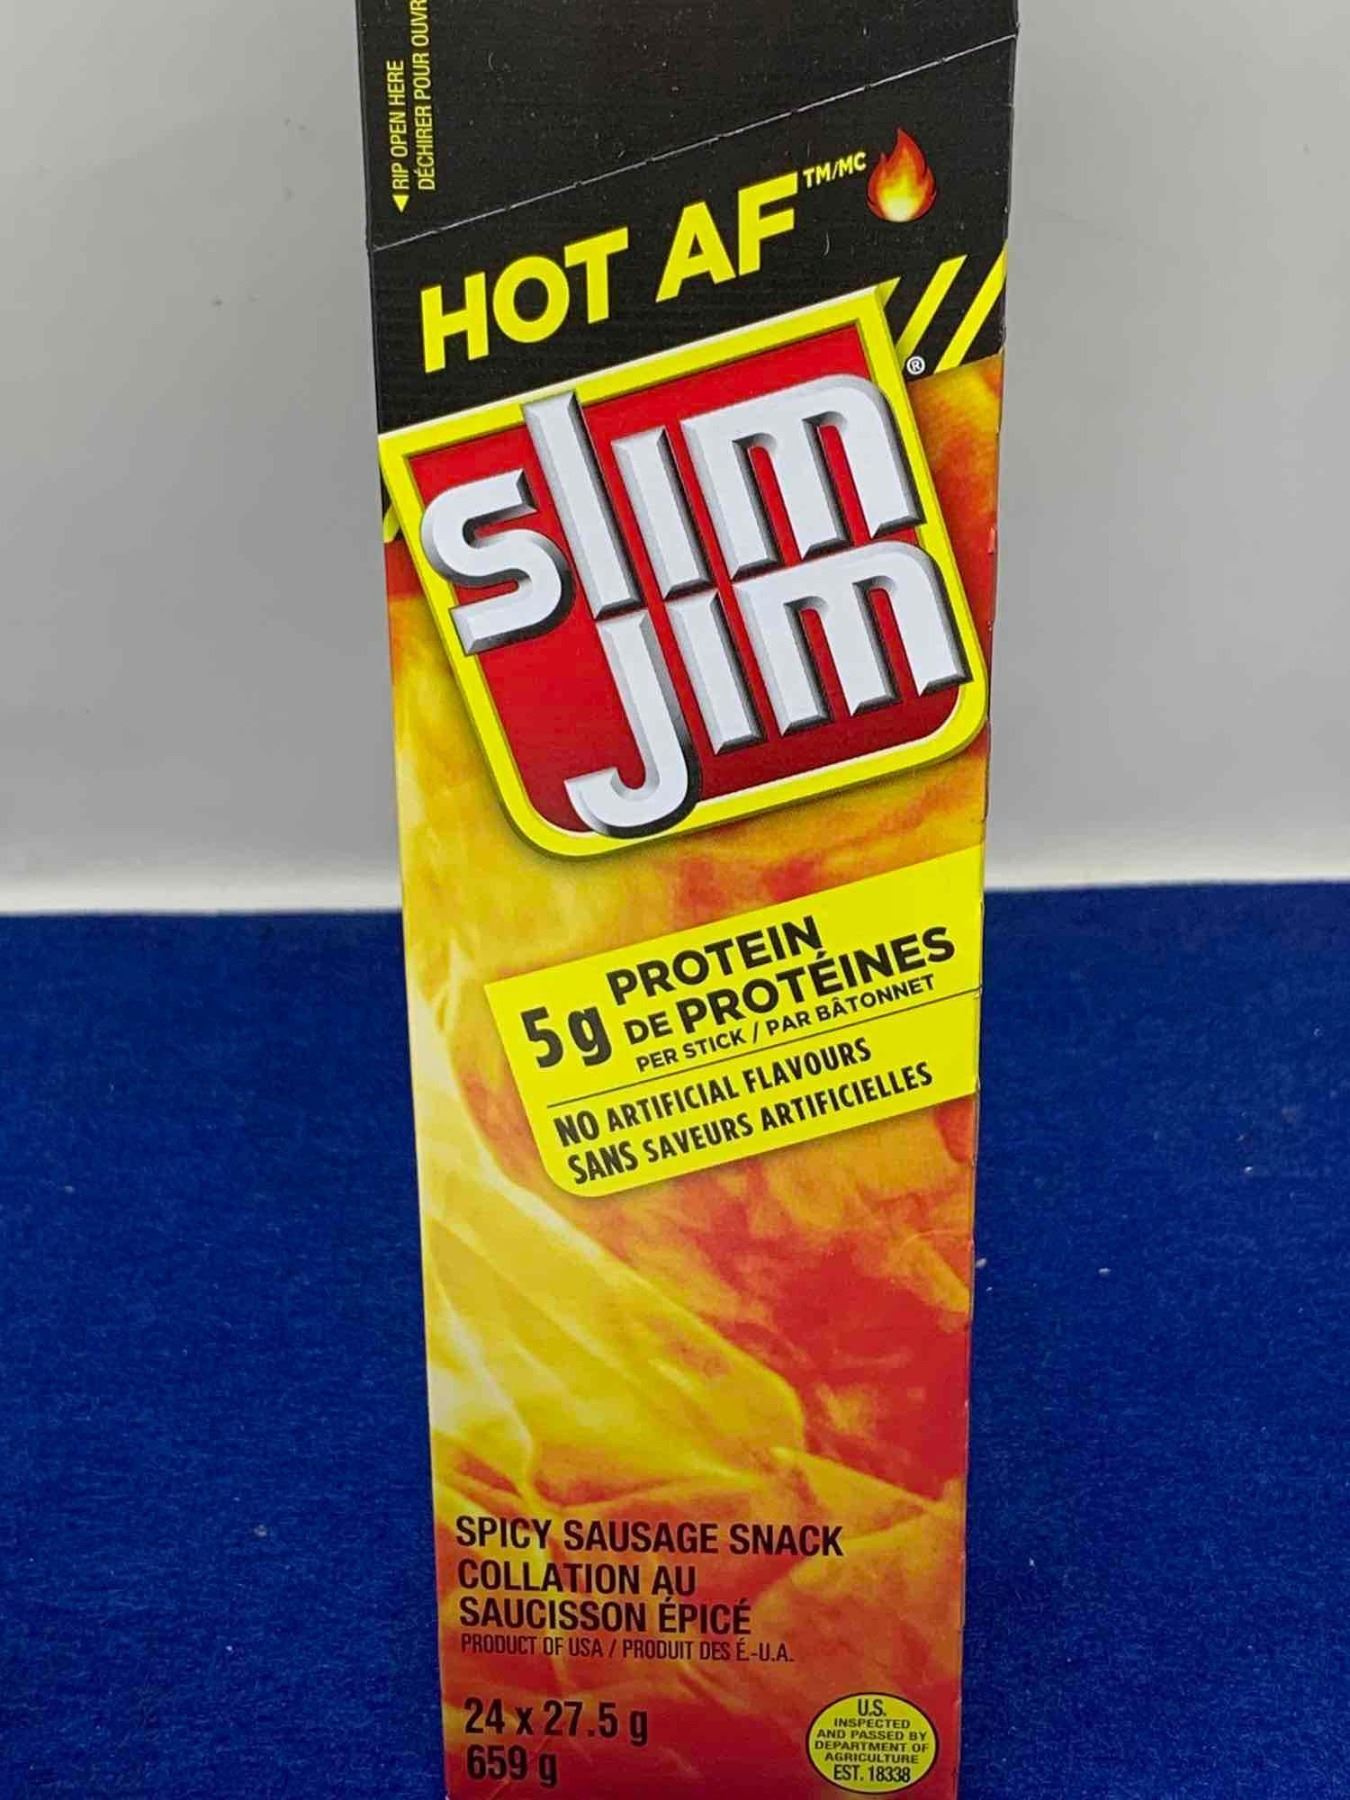 ◀ RIP OPEN HERE
DÉCHIRER POUR
HOT AF TM/MC
slim
jim ®
5g PROTEIN
DE PROTÉINES
PER STICK / PAR BÂTONNET
NO ARTIFICIAL FLAVOURS
SANS SAVEURS ARTIFICIELLES
SPICY SAUSAGE SNACK
COLLATION AU
SAUCISSON ÉPICÉ
PRODUCT OF USA / PRODUIT DES É.-U.A.
24 x 27.5 g
659 g
U.S.
INSPECTED
AND PASSED BY
DEPARTMENT OF
AGRICULTURE
EST. 18338